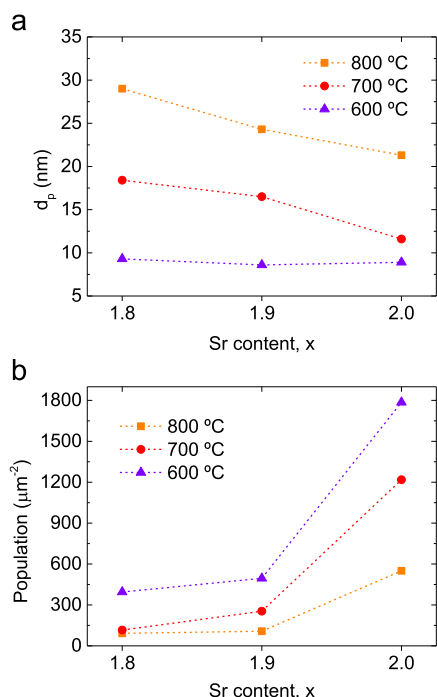 a
35
30
25
20
15
10
5
d_p (nm)
800 ºC
700 ºC
600 ºC
1.8 1.9 2.0
Sr content, x
b
1800
1500
1200
900
600
300
0
Population (μm⁻²)
800 ºC
700 ºC
600 ºC
1.8 1.9 2.0
Sr content. x